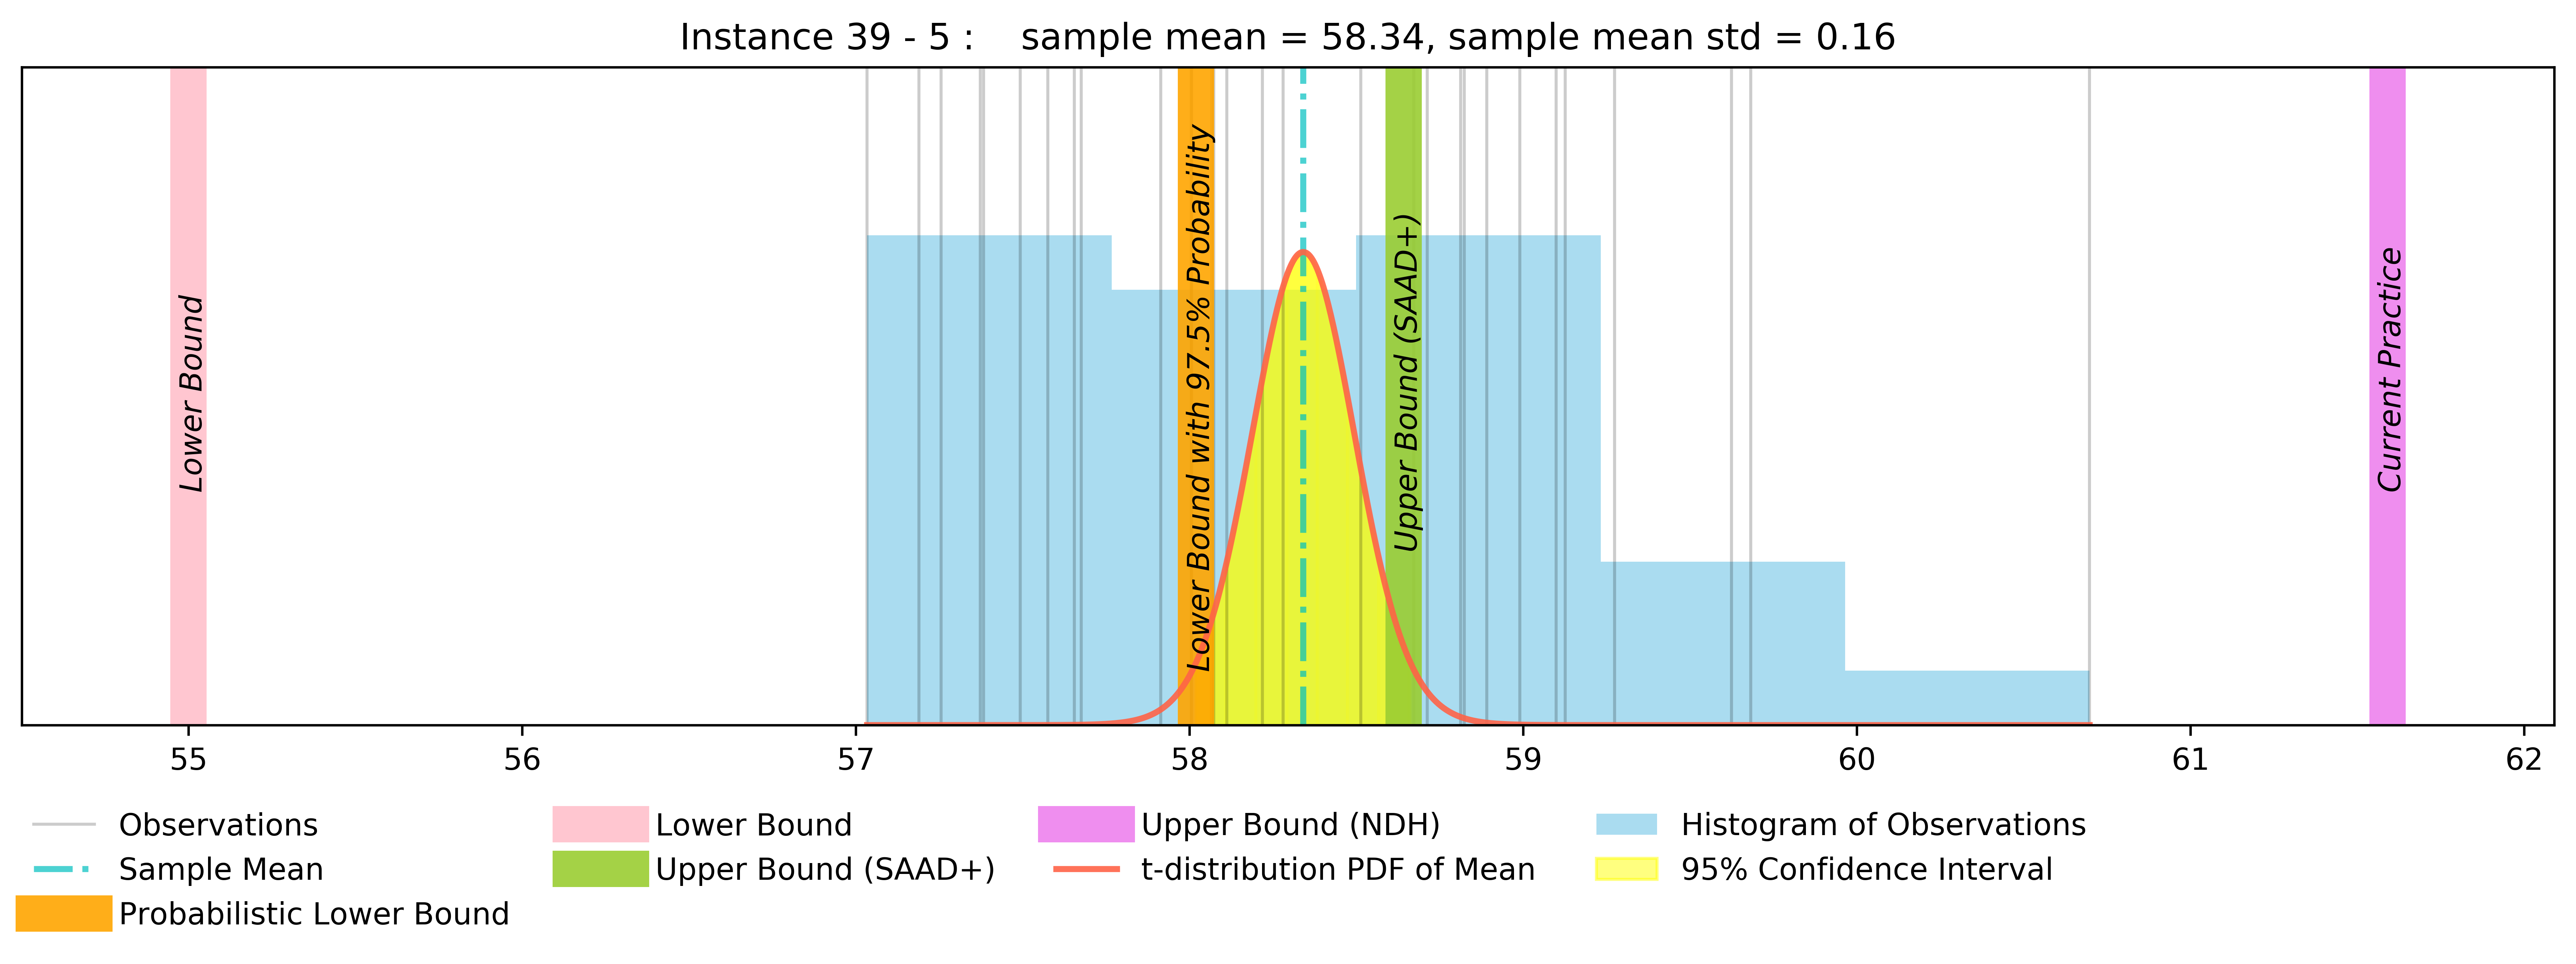 Instance 39 - 5 :    sample mean = 58.34, sample mean std = 0.16
Lower Bound
Lower Bound with 97.5% Probability
Upper Bound (SAAD+)
Current Practice
55 56 57 58 59 60 61 62
Observations
Sample Mean
Probabilistic Lower Bound
Lower Bound
Upper Bound (SAAD+)
Upper Bound (NDH)
t-distribution PDF of Mean
Histogram of Observations
95% Confidence Interval